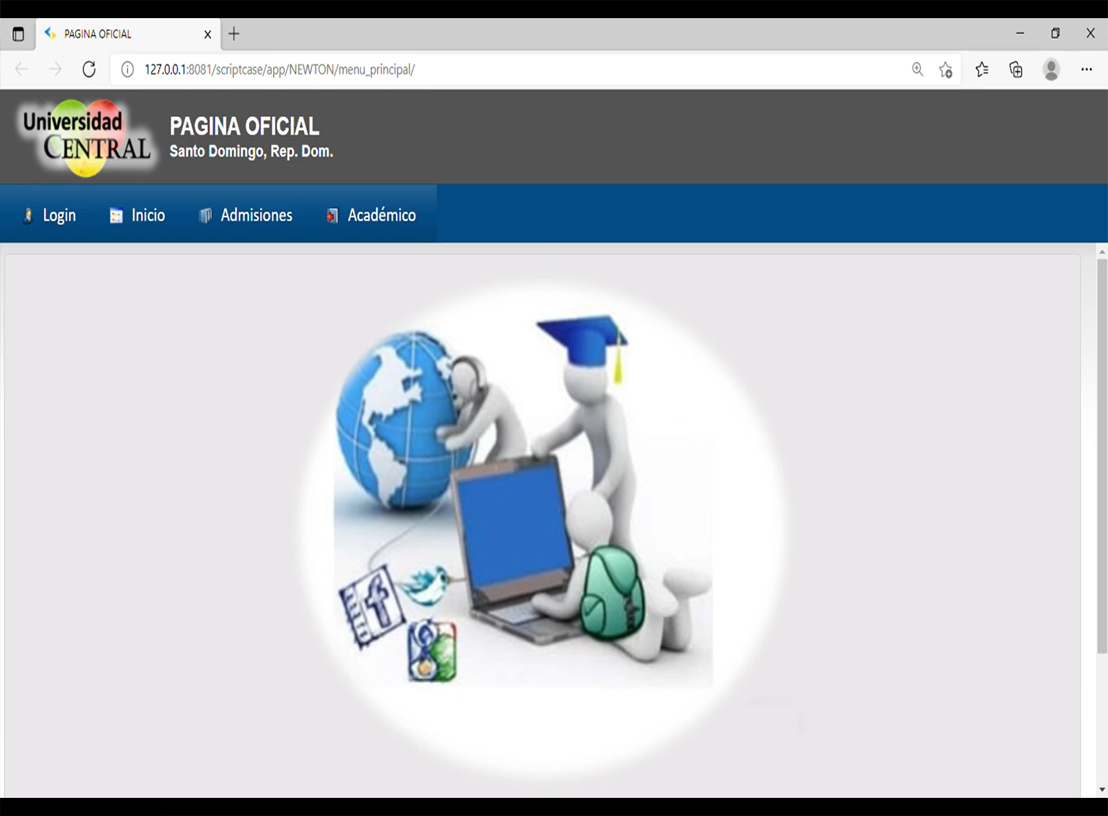 PAGINA OFICIAL
127.0.0.1:8081/scriptcase/app/NEWTON/menu_principal/
Universidad
CENTRAL
PAGINA OFICIAL
Santo Domingo, Rep. Dom.
Login Inicio Admisiones Académico
f